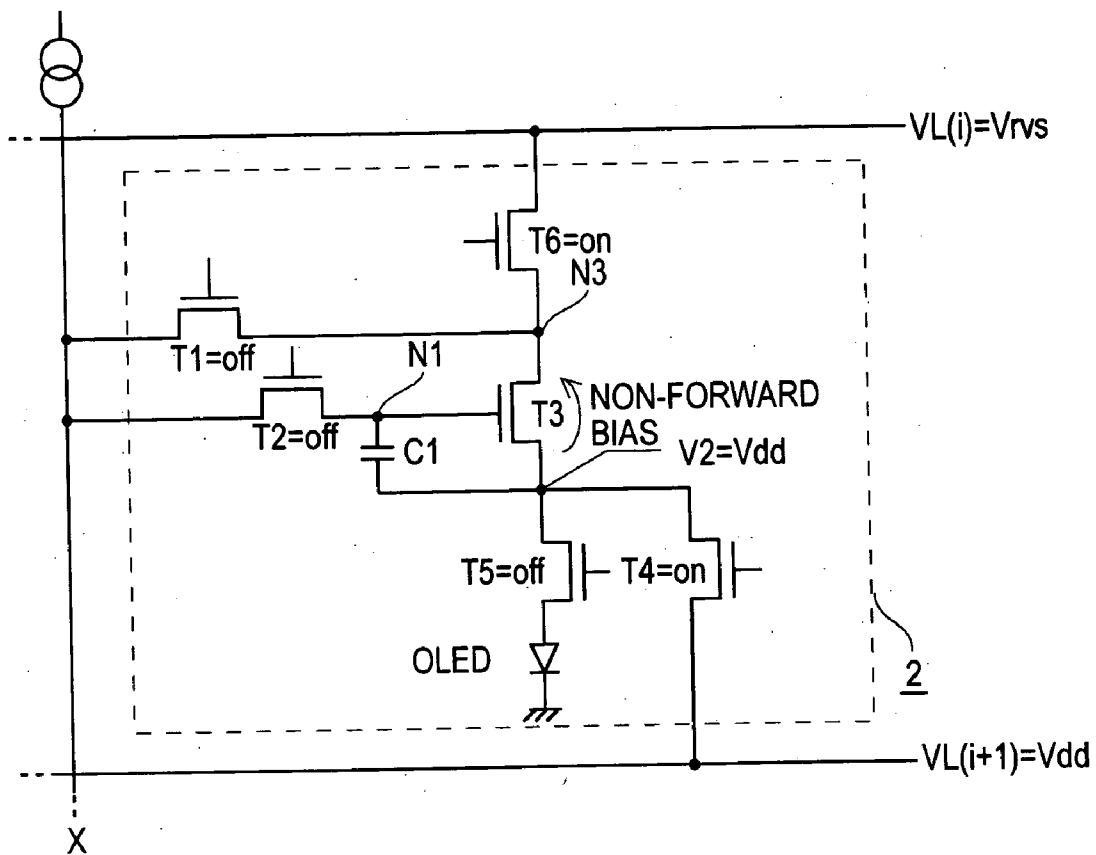 VL(i)=Vrvs
T6=on
N3
T1=off
N1
T2=off
C1
T3
NON-FORWARD
BIAS
V2=Vdd
T5=off
T4=on
OLED
2
VL(i+1)=Vdd
X